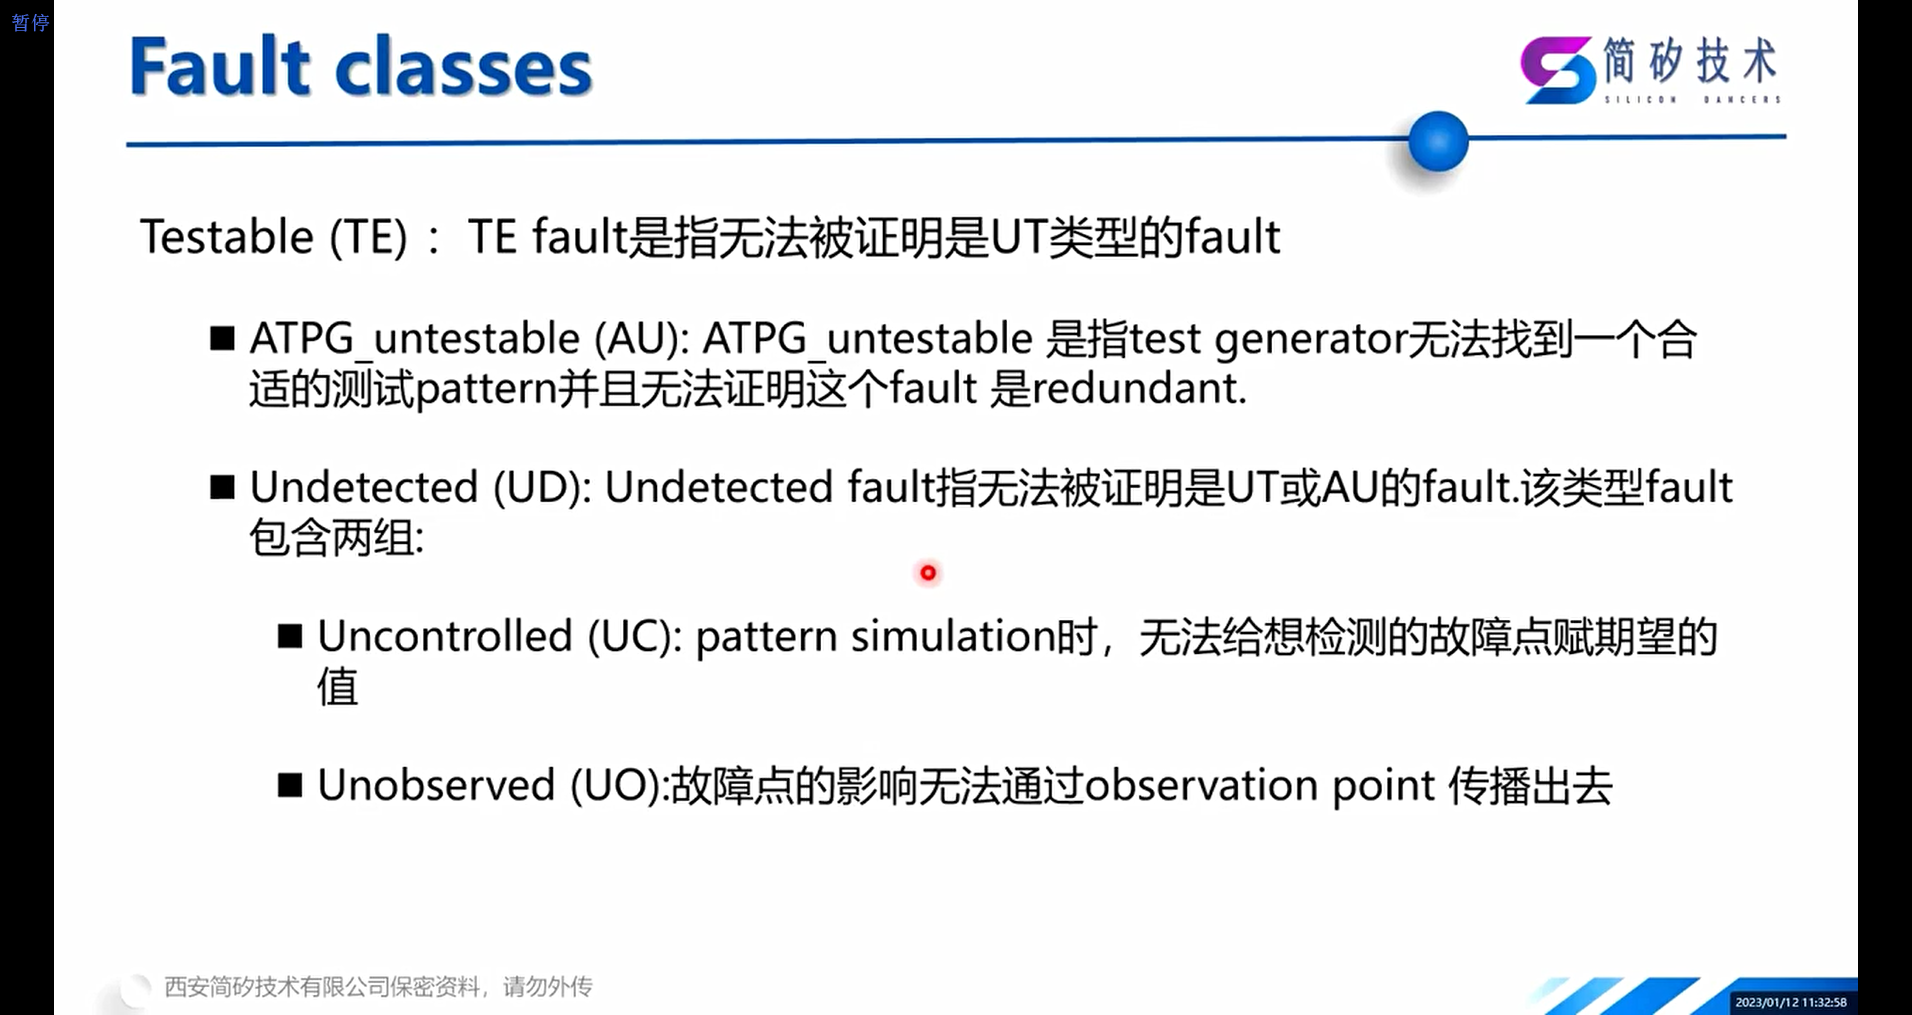 暂停
Fault classes
简矽技术
SILICON DANCERS
Testable (TE) ：TE fault是指无法被证明是UT类型的fault
■ ATPG_untestable (AU): ATPG_untestable 是指test generator无法找到一个合
适的测试pattern并且无法证明这个fault 是redundant.
■ Undetected (UD): Undetected fault指无法被证明是UT或AU的fault.该类型fault
包含两组:
■ Uncontrolled (UC): pattern simulation时，无法给想检测的故障点赋期望的
值
■ Unobserved (UO):故障点的影响无法通过observation point 传播出去
西安简矽技术有限公司保密资料，请勿外传
2023/01/12 11:32:58